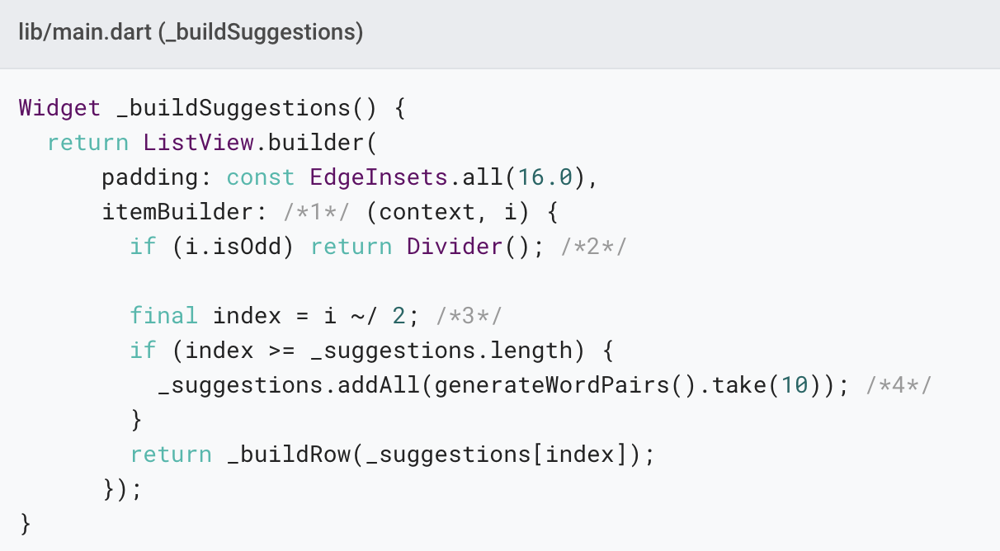 lib/main.dart (_buildSuggestions)
Widget _buildSuggestions() {
  return ListView.builder(
      padding: const EdgeInsets.all(16.0),
      itemBuilder: /*1*/ (context, i) {
        if (i.isOdd) return Divider(); /*2*/

        final index = i ~/ 2; /*3*/
        if (index >= _suggestions.length) {
          _suggestions.addAll(generateWordPairs().take(10)); /*4*/
        }
        return _buildRow(_suggestions[index]);
      });
}